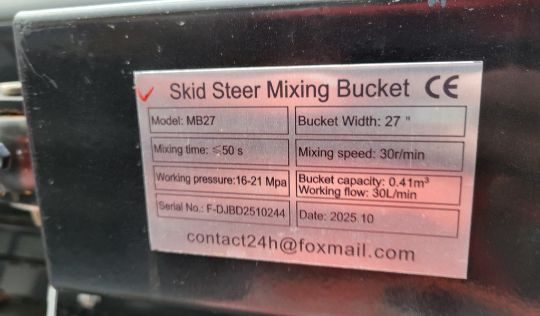 Skid Steer Mixing Bucket CE
Model: MB27
Bucket Width: 27 "
Mixing time: ≤50 s
Mixing speed: 30r/min
Working pressure:16-21 Mpa
Bucket capacity: 0.41m³
Working flow: 30L/min
Serial No.: F-DJBD2510244
Date: 2025.10
contact24h@foxmail.com